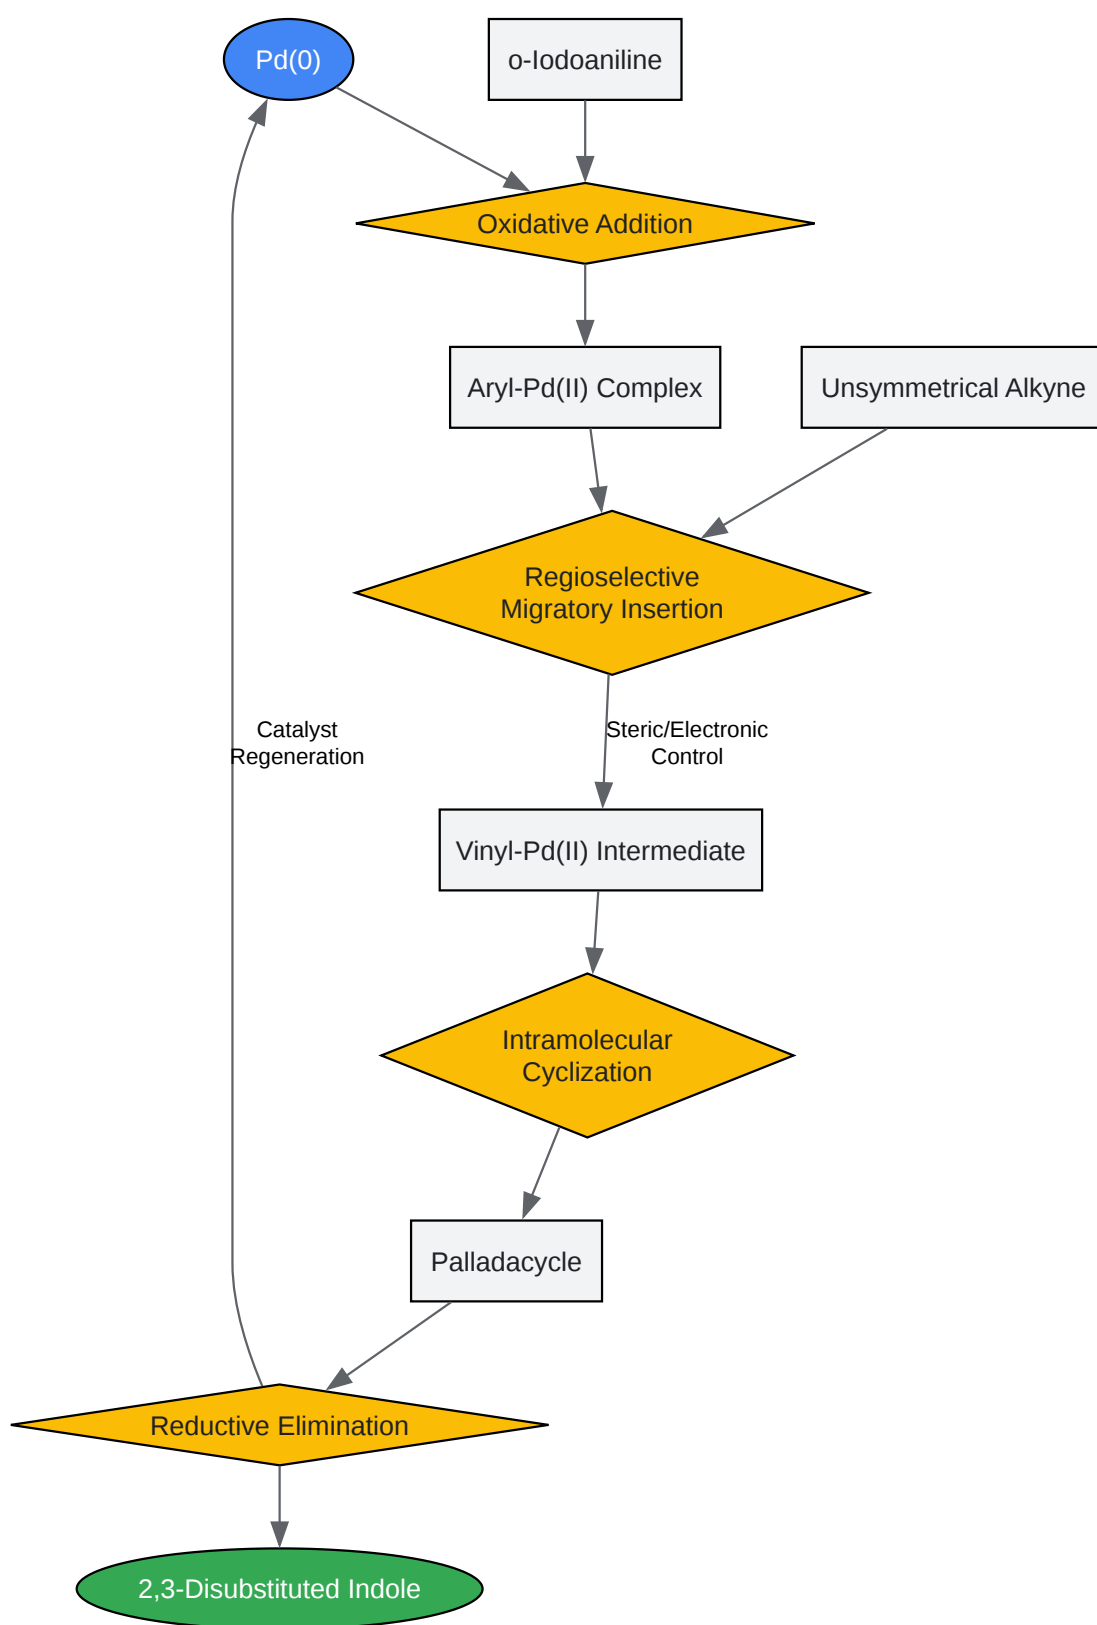 Pd(0)
o-Iodoaniline
Oxidative Addition
Aryl-Pd(II) Complex
Unsymmetrical Alkyne
Regioselective
Migratory Insertion
Catalyst
Regeneration
Steric/Electronic
Control
Vinyl-Pd(II) Intermediate
Intramolecular
Cyclization
Palladacycle
Reductive Elimination
2,3-Disubstituted Indole